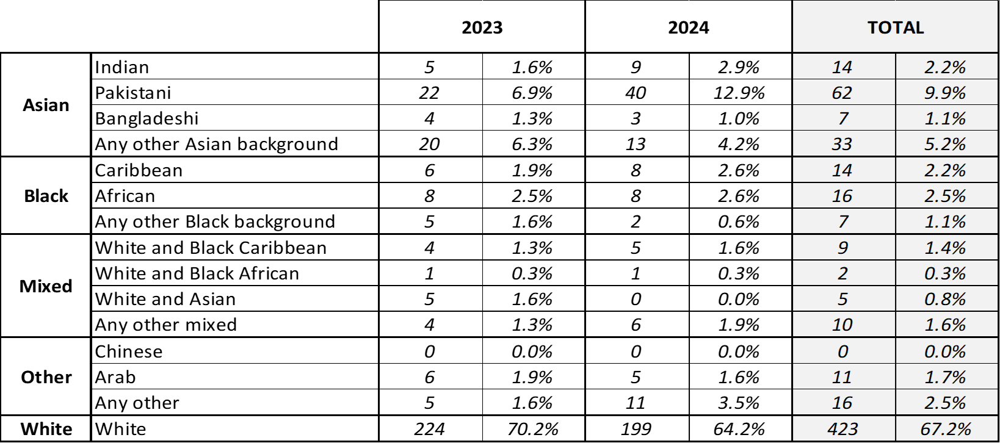 2023 2024 TOTAL
Asian Indian 5 1.6% 9 2.9% 14 2.2%
Pakistani 22 6.9% 40 12.9% 62 9.9%
Bangladeshi 4 1.3% 3 1.0% 7 1.1%
Any other Asian background 20 6.3% 13 4.2% 33 5.2%
Black Caribbean 6 1.9% 8 2.6% 14 2.2%
African 8 2.5% 8 2.6% 16 2.5%
Any other Black background 5 1.6% 2 0.6% 7 1.1%
Mixed White and Black Caribbean 4 1.3% 5 1.6% 9 1.4%
White and Black African 1 0.3% 1 0.3% 2 0.3%
White and Asian 5 1.6% 0 0.0% 5 0.8%
Any other mixed 4 1.3% 6 1.9% 10 1.6%
Other Chinese 0 0.0% 0 0.0% 0 0.0%
Arab 6 1.9% 5 1.6% 11 1.7%
Any other 5 1.6% 11 3.5% 16 2.5%
White White 224 70.2% 199 64.2% 423 67.2%